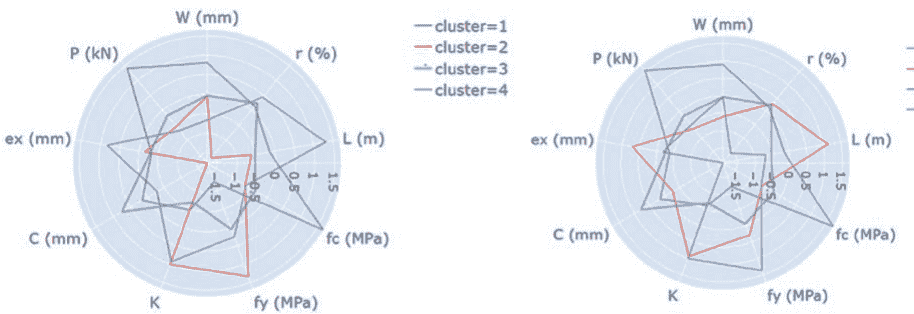 W (mm)
r (%)
L (m)
fc (MPa)
fy (MPa)
K
C (mm)
ex (mm)
P (kN)
-1.5
-1
-0.5
0
0.5
1
1.5
cluster=1
cluster=2
cluster=3
cluster=4
W (mm)
r (%)
L (m)
fc (MPa)
fy (MPa)
K
C (mm)
ex (mm)
P (kN)
-1.5
-1
-0.5
0
0.5
1
1.5